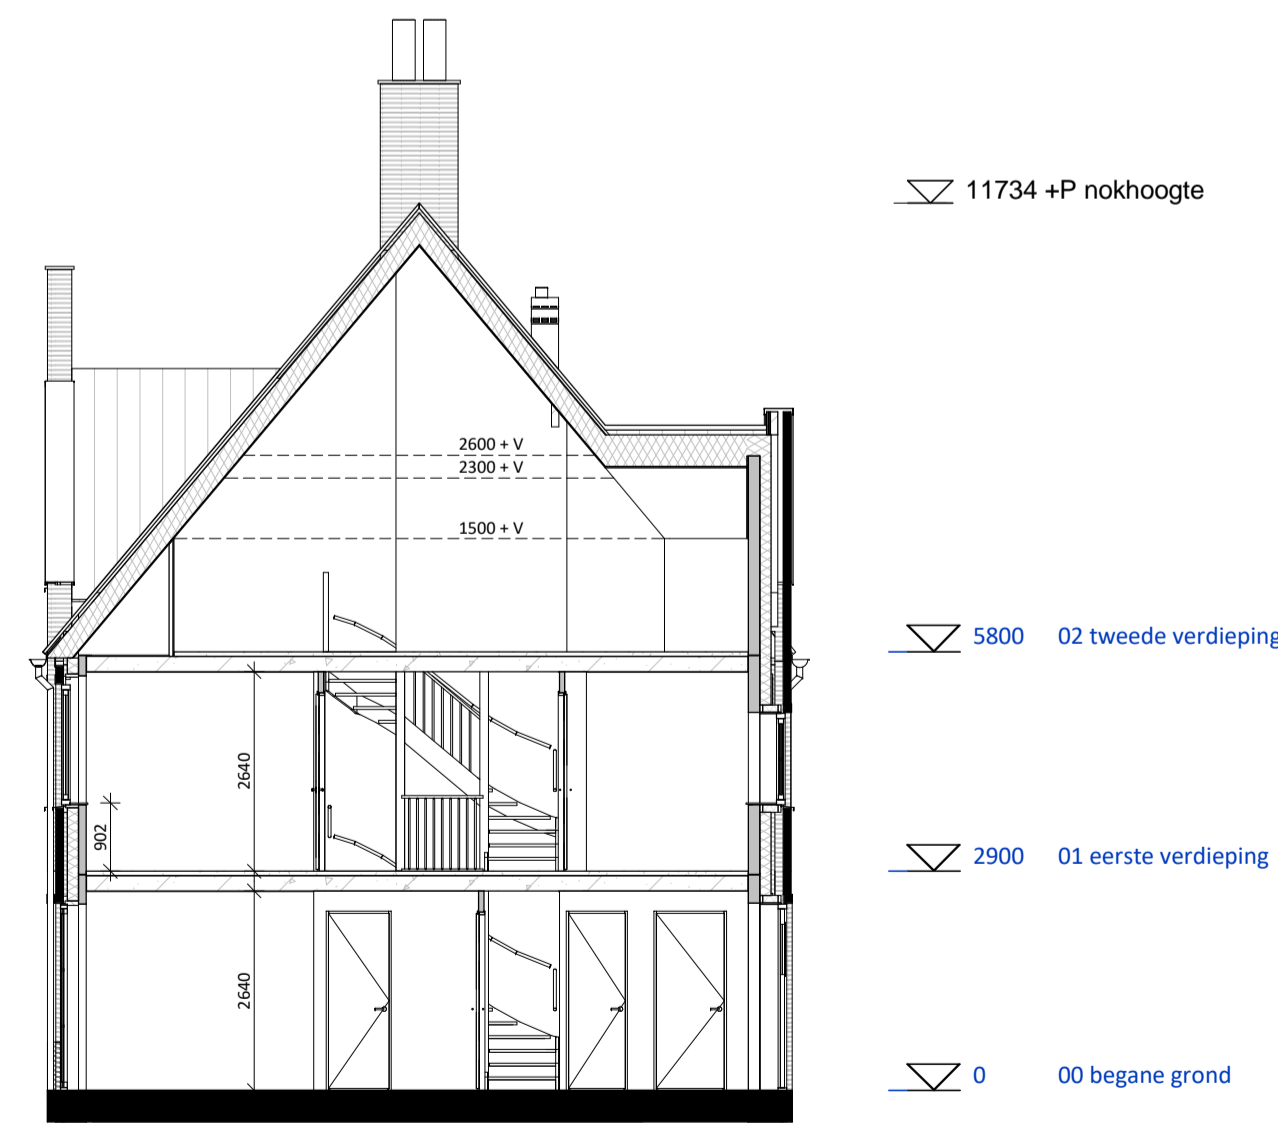 11734 +P nokhoogte
2600 + V
2300 + V
1500 + V
5800 02 tweede verdieping
2640
902
2900 01 eerste verdieping
2640
0 00 begane grond